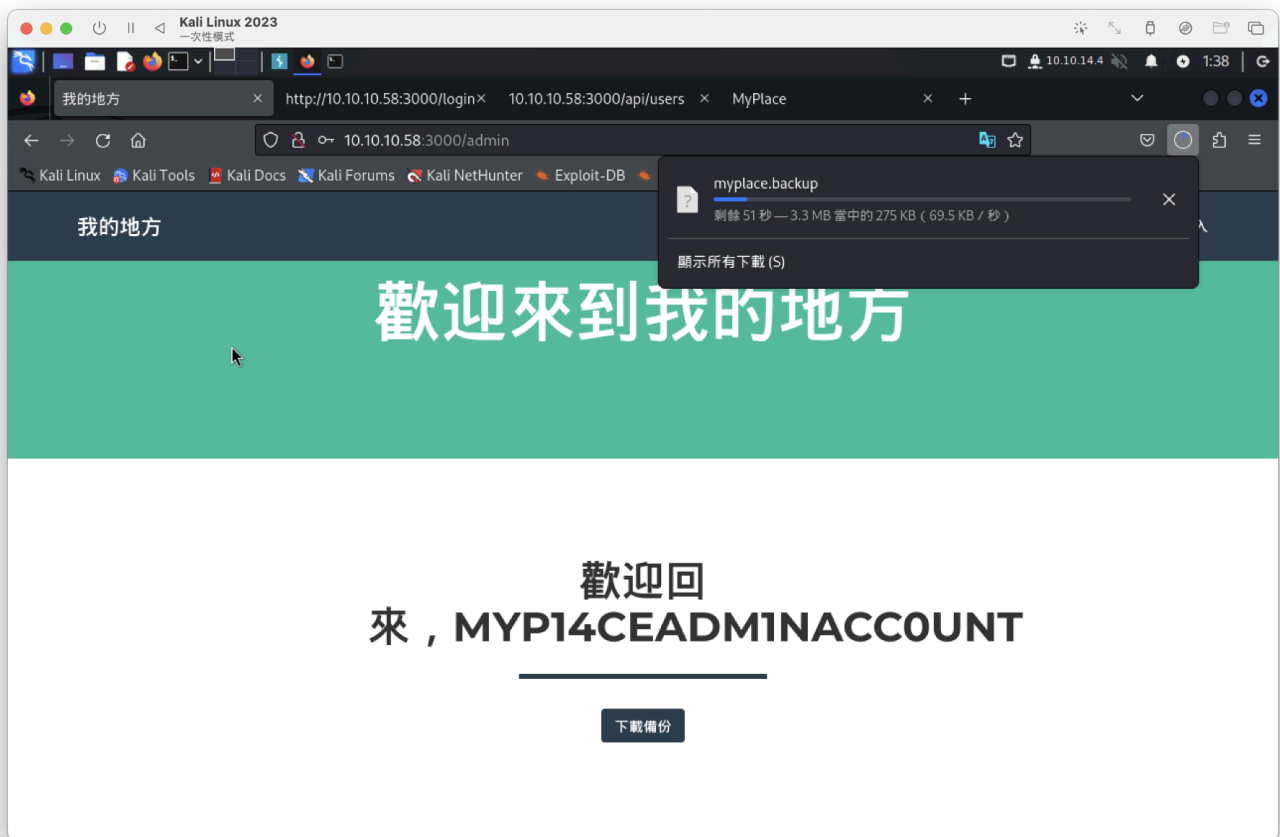 Kali Linux 2023
一次性模式
10.10.14.4
1:38
我的地方
http://10.10.10.58:3000/login
10.10.10.58:3000/api/users
MyPlace
10.10.10.58:3000/admin
Kali Linux
Kali Tools
Kali Docs
Kali Forums
Kali NetHunter
Exploit-DB
myplace.backup
剩餘 51 秒 — 3.3 MB 當中的 275 KB ( 69.5 KB / 秒 )
顯示所有下載 (S)
我的地方
歡迎來到我的地方
歡迎回
來，MYP14CEADM1NACC0UNT
下載備份